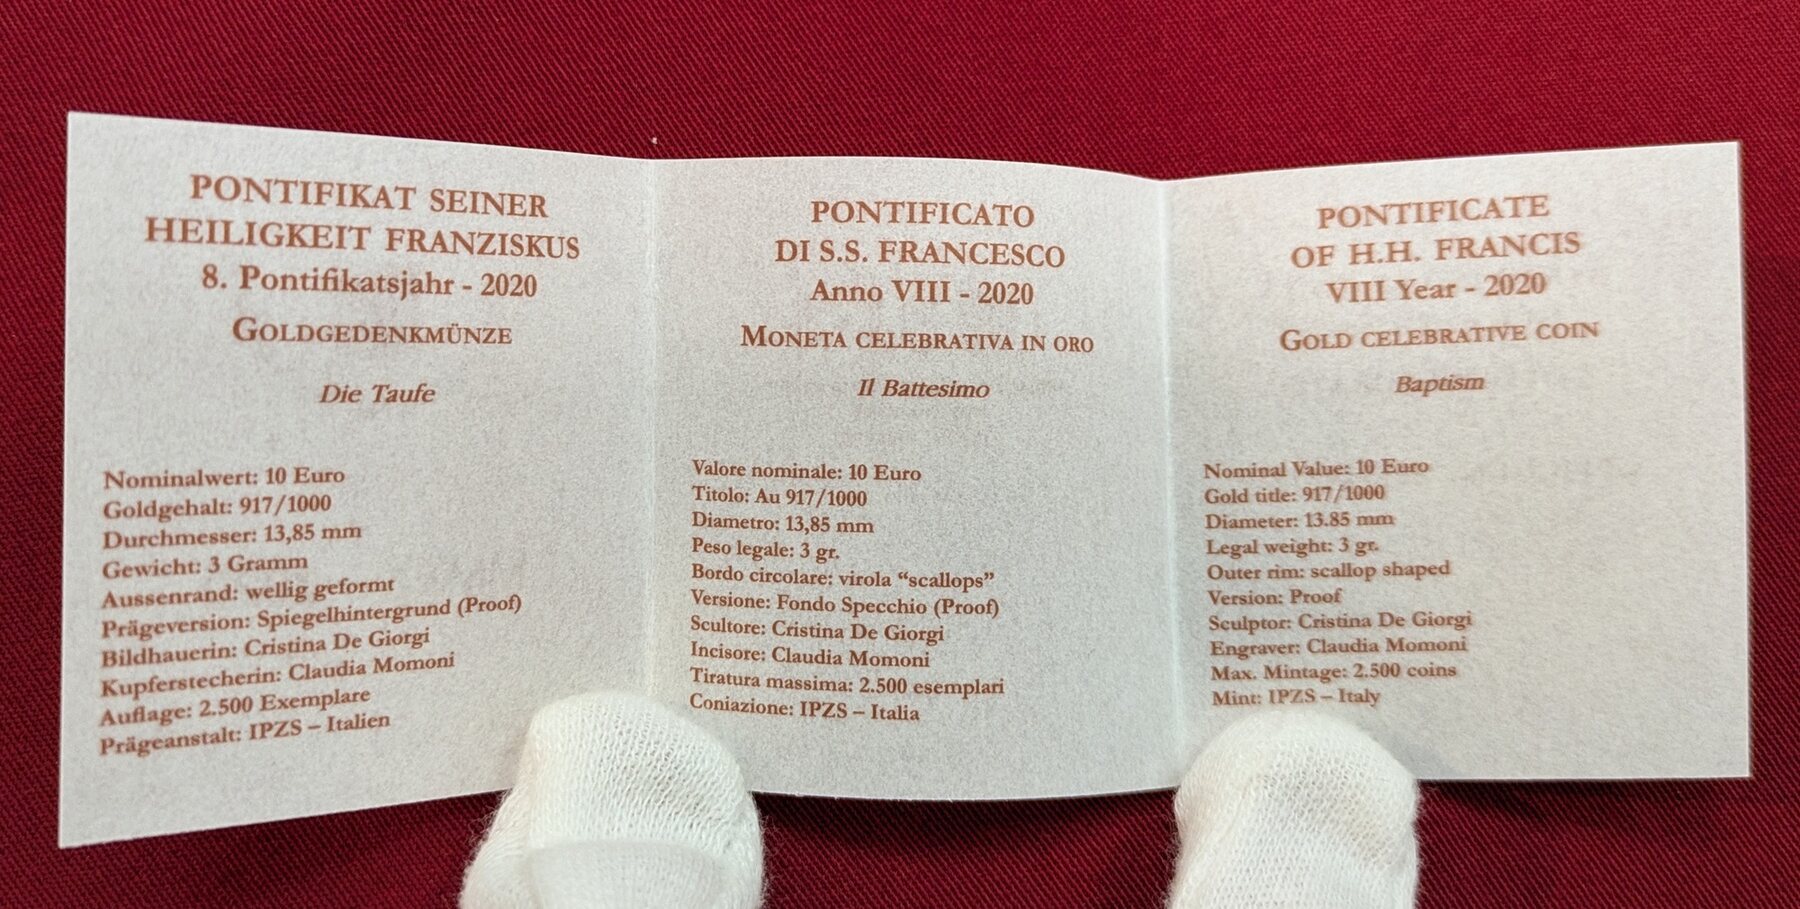 PONTIFIKAT SEINER
HEILIGKEIT FRANZISKUS
8. Pontifikatsjahr - 2020
GOLDGEDENKMÜNZE
Die Taufe
Nominalwert: 10 Euro
Goldgehalt: 917/1000
Durchmesser: 13,85 mm
Gewicht: 3 Gramm
Aussenrand: wellig geformt
Prägeversion: Spiegelhintergrund (Proof)
Bildhauerin: Cristina De Giorgi
Kupferstecherin: Claudia Momoni
Auflage: 2.500 Exemplare
Prägeanstalt: IPZS – Italien
PONTIFICATO
DI S.S. FRANCESCO
Anno VIII - 2020
MONETA CELEBRATIVA IN ORO
Il Battesimo
Valore nominale: 10 Euro
Titolo: Au 917/1000
Diametro: 13,85 mm
Peso legale: 3 gr.
Bordo circolare: virola “scallops”
Versione: Fondo Specchio (Proof)
Scultore: Cristina De Giorgi
Incisore: Claudia Momoni
Tiratura massima: 2.500 esemplari
Coniazione: IPZS – Italia
PONTIFICATE
OF H.H. FRANCIS
VIII Year - 2020
GOLD CELEBRATIVE COIN
Baptism
Nominal Value: 10 Euro
Gold title: 917/1000
Diameter: 13.85 mm
Legal weight: 3 gr.
Outer rim: scallop shaped
Version: Proof
Sculptor: Cristina De Giorgi
Engraver: Claudia Momoni
Max. Mintage: 2.500 coins
Mint: IPZS – Italy